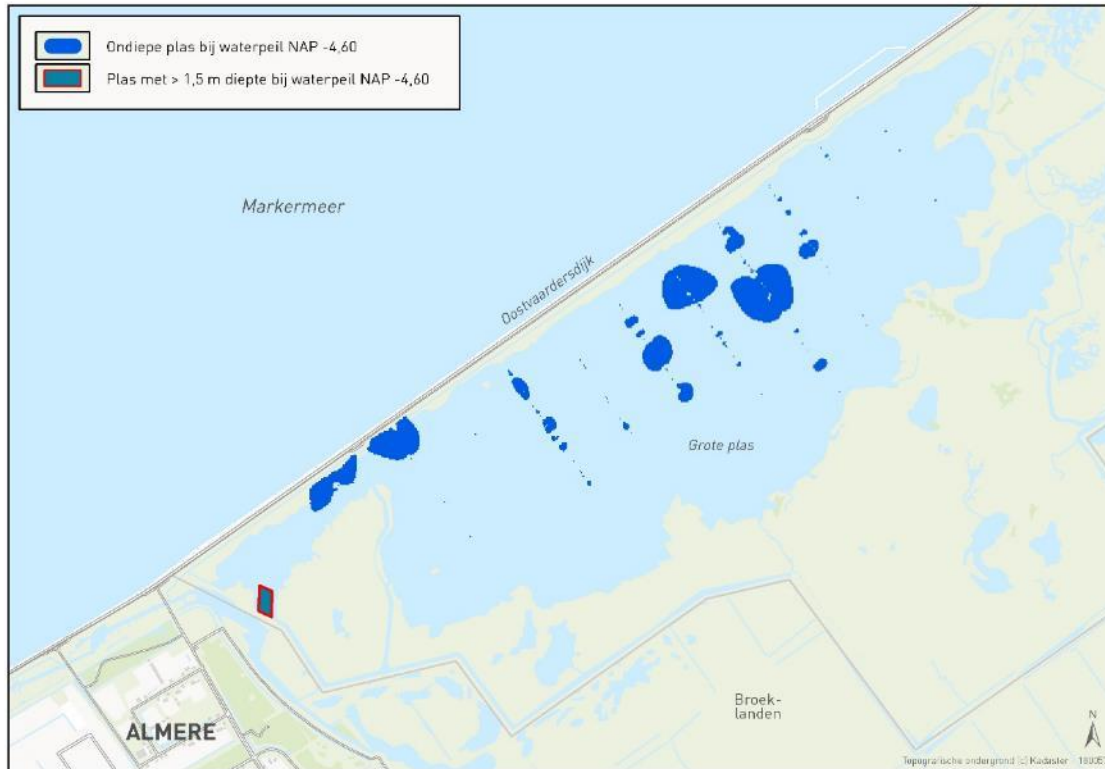 Ondiepe plas bij waterpeil NAP -4,60
Plas met > 1,5 m diepte bij waterpeil NAP -4,60
Markermeer
Oostvaardersdijk
Grote plas
Broek-
landen
ALMERE
N
Topografische ondergrond (c) Kadaster -